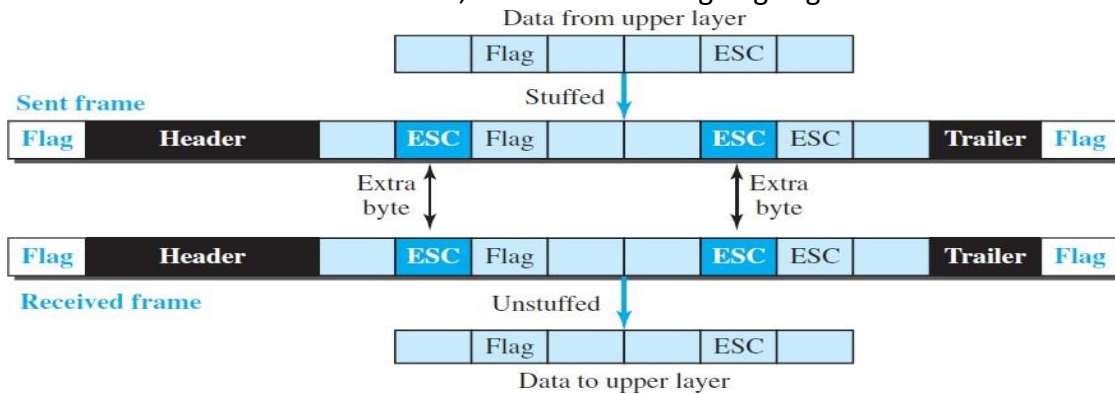 Data from upper layer
Flag ESC
Stuffed
Sent frame
Flag Header ESC Flag ESC ESC Trailer Flag
Extra byte Extra byte
Flag Header ESC Flag ESC ESC Trailer Flag
Received frame
Unstuffed
Flag ESC
Data to upper layer